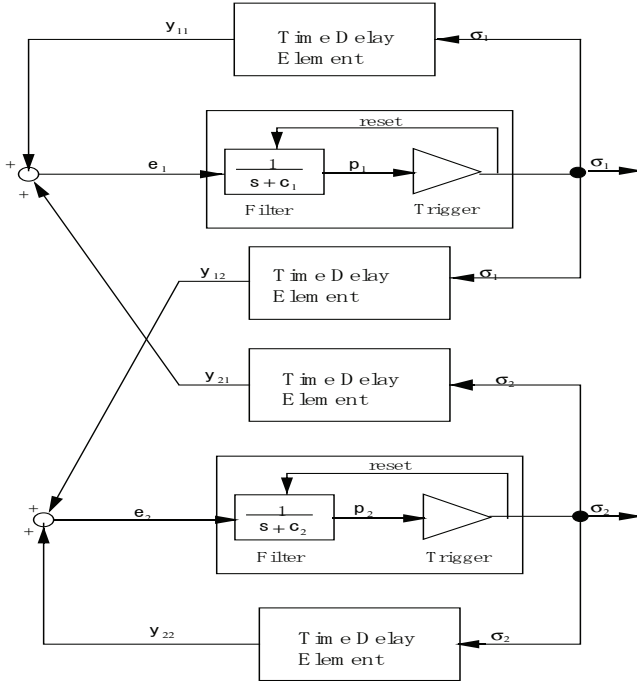 y11
Time Delay
Element
σ1
reset
+
+
e1
1
s + c1
p1
σ1
Filter
Trigger
y12
Time Delay
Element
σ1
y21
Time Delay
Element
σ2
reset
+
+
e2
1
s + c2
p2
σ2
Filter
Trigger
y22
Time Delay
Element
σ2